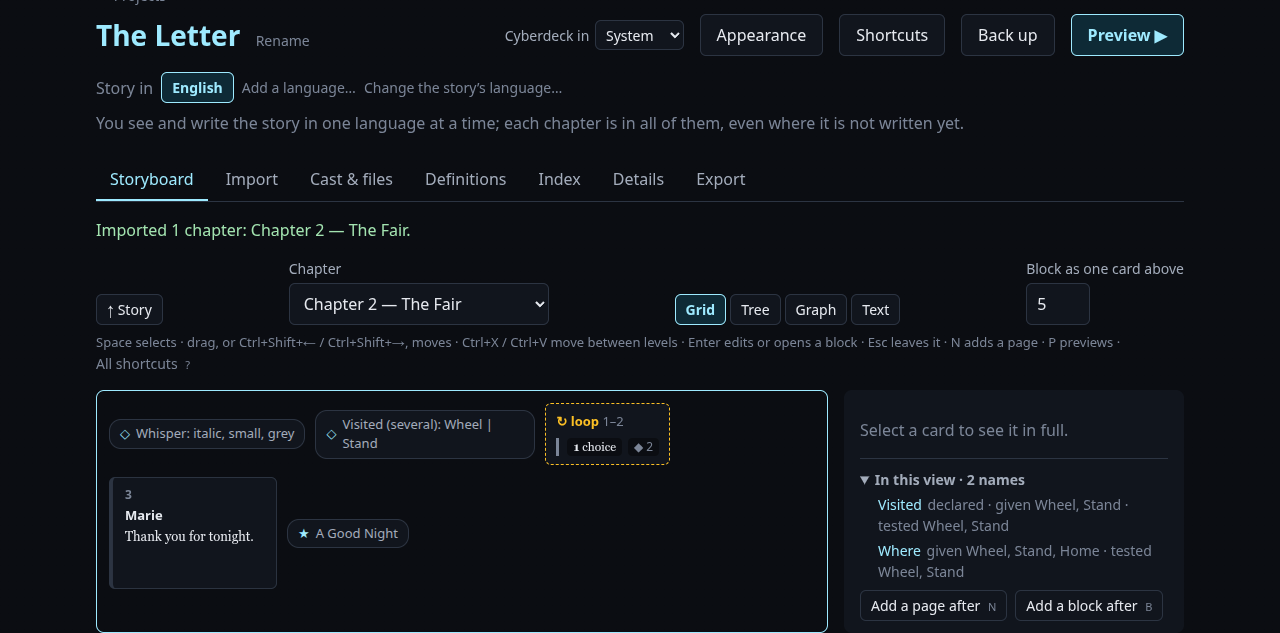 The Letter
Rename
Cyberdeck in
System
Appearance
Shortcuts
Back up
Preview ▶
Story in
English
Add a language…
Change the story's language…
You see and write the story in one language at a time; each chapter is in all of them, even where it is not written yet.
Storyboard
Import
Cast & files
Definitions
Index
Details
Export
Imported 1 chapter: Chapter 2 — The Fair.
Chapter
Block as one card above
↑ Story
Chapter 2 — The Fair
Grid
Tree
Graph
Text
5
Space selects · drag, or Ctrl+Shift+← / Ctrl+Shift+→, moves · Ctrl+X / Ctrl+V move between levels · Enter edits or opens a block · Esc leaves it · N adds a page · P previews ·
All shortcuts ?
◇ Whisper: italic, small, grey
◇ Visited (several): Wheel |
Stand
↻ loop 1–2
1 choice ◆ 2
3
Marie
Thank you for tonight.
★ A Good Night
Select a card to see it in full.
▼ In this view · 2 names
Visited declared · given Wheel, Stand ·
tested Wheel, Stand
Where given Wheel, Stand, Home · tested
Wheel, Stand
Add a page after N
Add a block after B